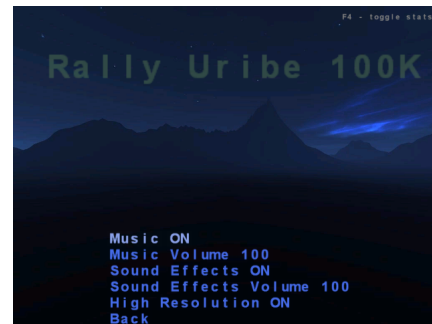 F4 - toggle stats
Rally Uribe 100K
Music ON
Music Volume 100
Sound Effects ON
Sound Effects Volume 100
High Resolution ON
Back